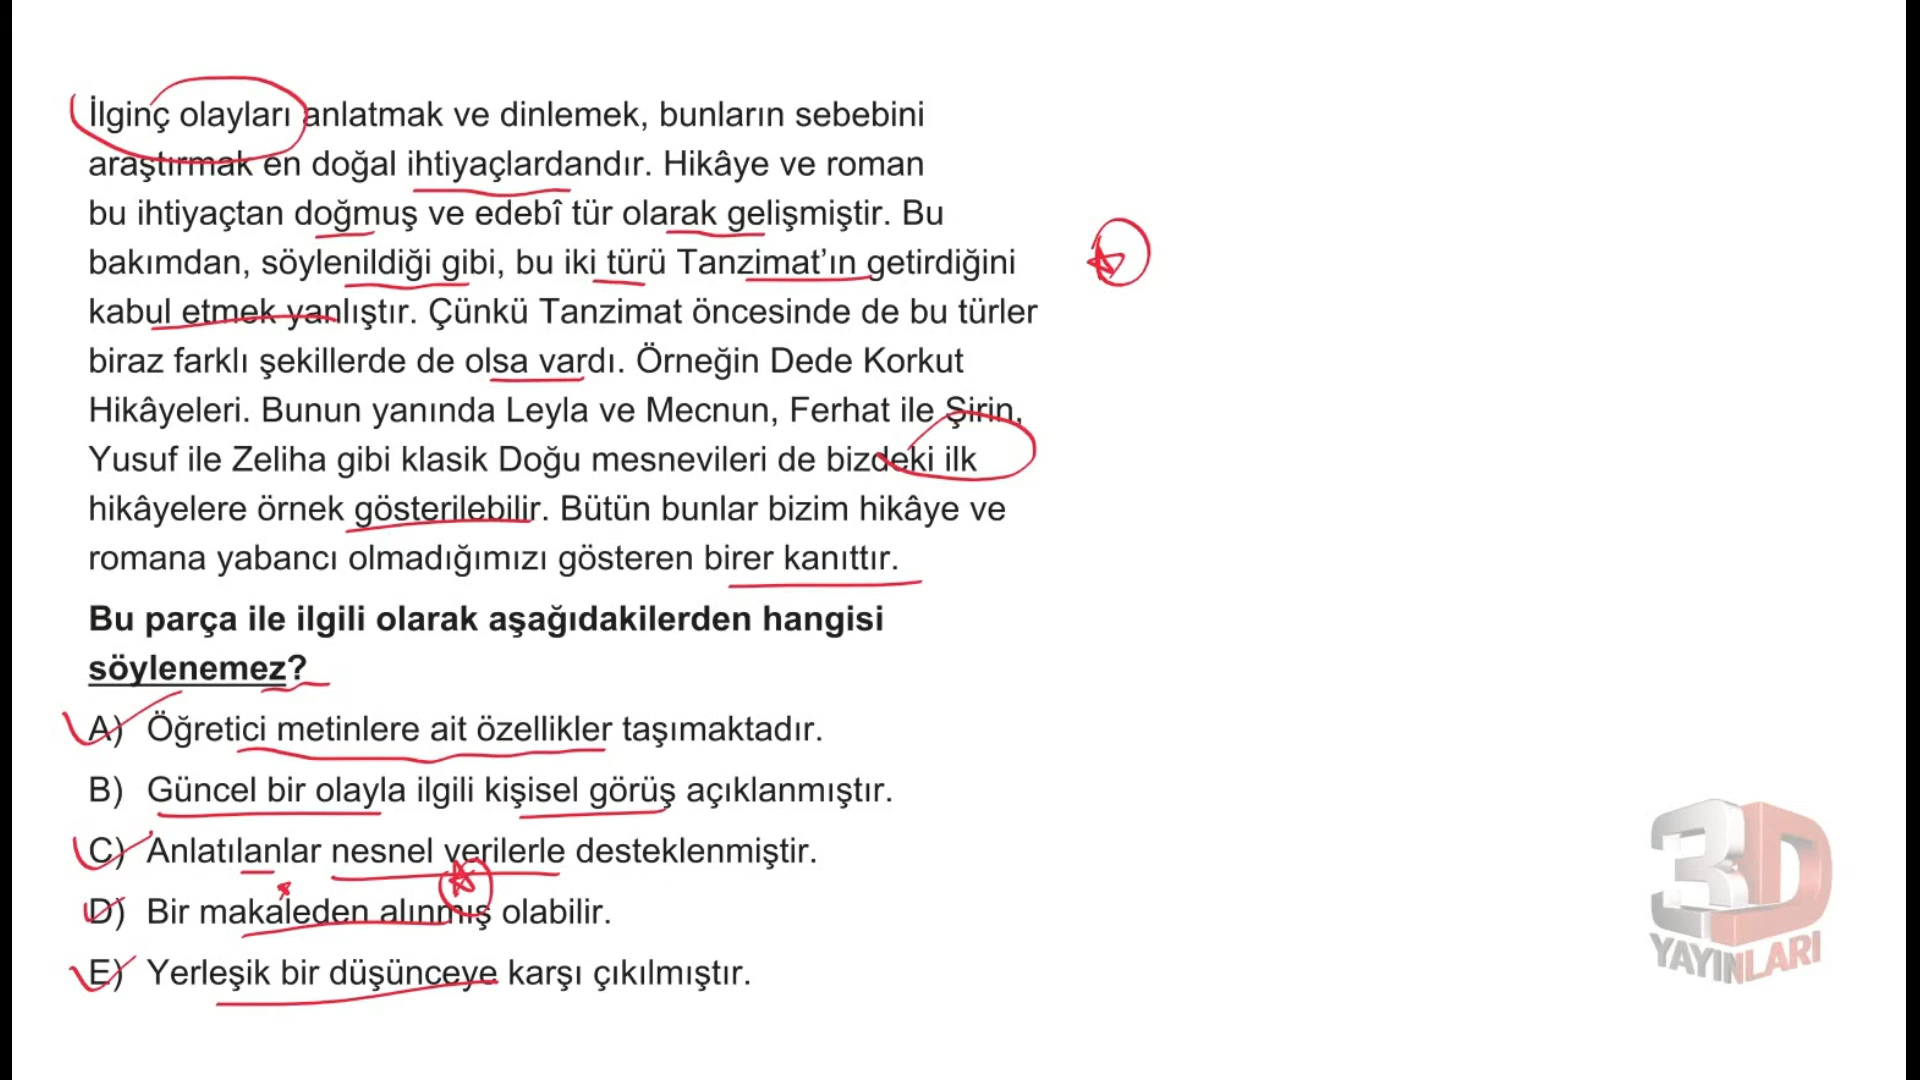 İlginç olayları anlatmak ve dinlemek, bunların sebebini
araştırmak en doğal ihtiyaçlardandır. Hikâye ve roman
bu ihtiyaçtan doğmuş ve edebî tür olarak gelişmiştir. Bu
bakımdan, söylenildiği gibi, bu iki türü Tanzimat’ın getirdiğini
kabul etmek yanlıştır. Çünkü Tanzimat öncesinde de bu türler
biraz farklı şekillerde de olsa vardı. Örneğin Dede Korkut
Hikâyeleri. Bunun yanında Leyla ve Mecnun, Ferhat ile Şirin,
Yusuf ile Zeliha gibi klasik Doğu mesnevileri de bizdeki ilk
hikâyelere örnek gösterilebilir. Bütün bunlar bizim hikâye ve
romana yabancı olmadığımızı gösteren birer kanıttır.
Bu parça ile ilgili olarak aşağıdakilerden hangisi
söylenemez?
A) Öğretici metinlere ait özellikler taşımaktadır.
B) Güncel bir olayla ilgili kişisel görüş açıklanmıştır.
C) Anlatılanlar nesnel verilerle desteklenmiştir.
D) Bir makaleden alınmış olabilir.
E) Yerleşik bir düşünceye karşı çıkılmıştır.
3D
YAYINLARI